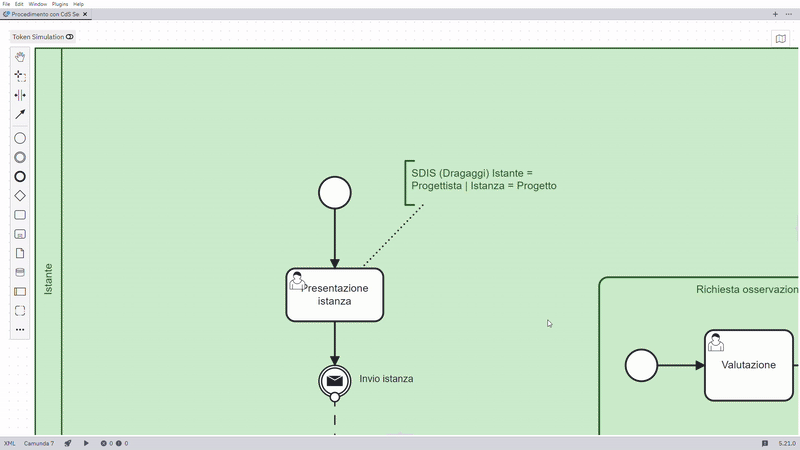 File Edit Window Plugins Help
Procedimento con CdS Se
Token Simulation
SDIS (Dragaggi) Istante =
Progettista | Istanza = Progetto
Istante
Presentazione
istanza
Invio istanza
Richiesta osservazion
Valutazione
XML Camunda 7 0 0 5.21.0